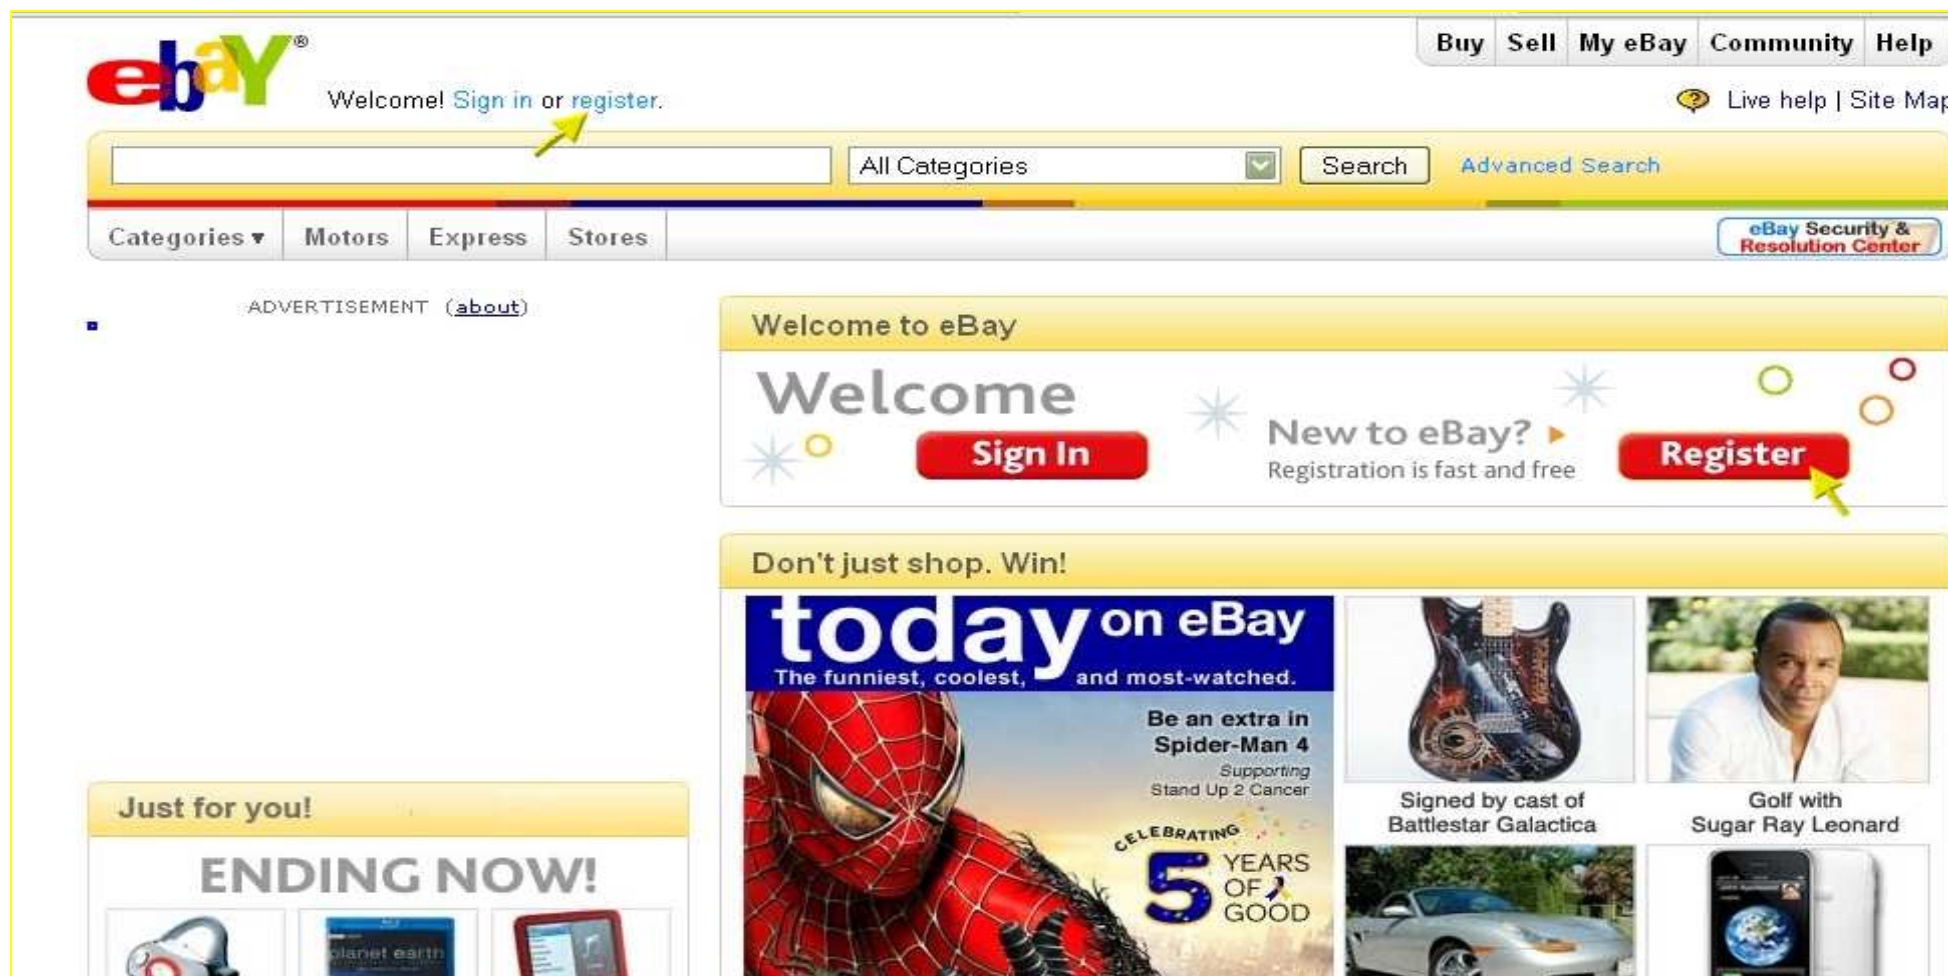 ebaY®
Buy Sell My eBay Community Help
Welcome! Sign in or register.
Live help | Site Map
All Categories
Search
Advanced Search
Categories ▾ Motors Express Stores
eBay Security &
Resolution Center
ADVERTISEMENT (about)
Welcome to eBay
Welcome
Sign In
New to eBay?
Registration is fast and free
Register
Don't just shop. Win!
today on eBay
The funniest, coolest, and most-watched.
Be an extra in
Spider-Man 4
Supporting
Stand Up 2 Cancer
CELEBRATING
5 YEARS
OF
GOOD
Signed by cast of
Battlestar Galactica
Golf with
Sugar Ray Leonard
Just for you!
ENDING NOW!
planet earth